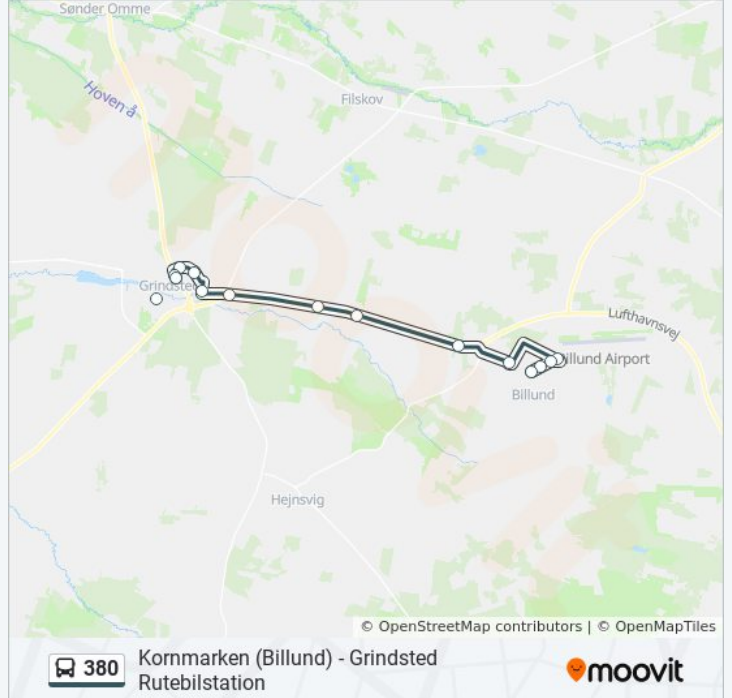 Sønder Omme
Hoven å
Filskov
Grindsted
Lufthavnsvej
Billund Airport
Billund
Hejnsvig
© OpenStreetMap contributors | © OpenMapTiles
380
Kornmarken (Billund) - Grindsted
Rutebilstation
moovit